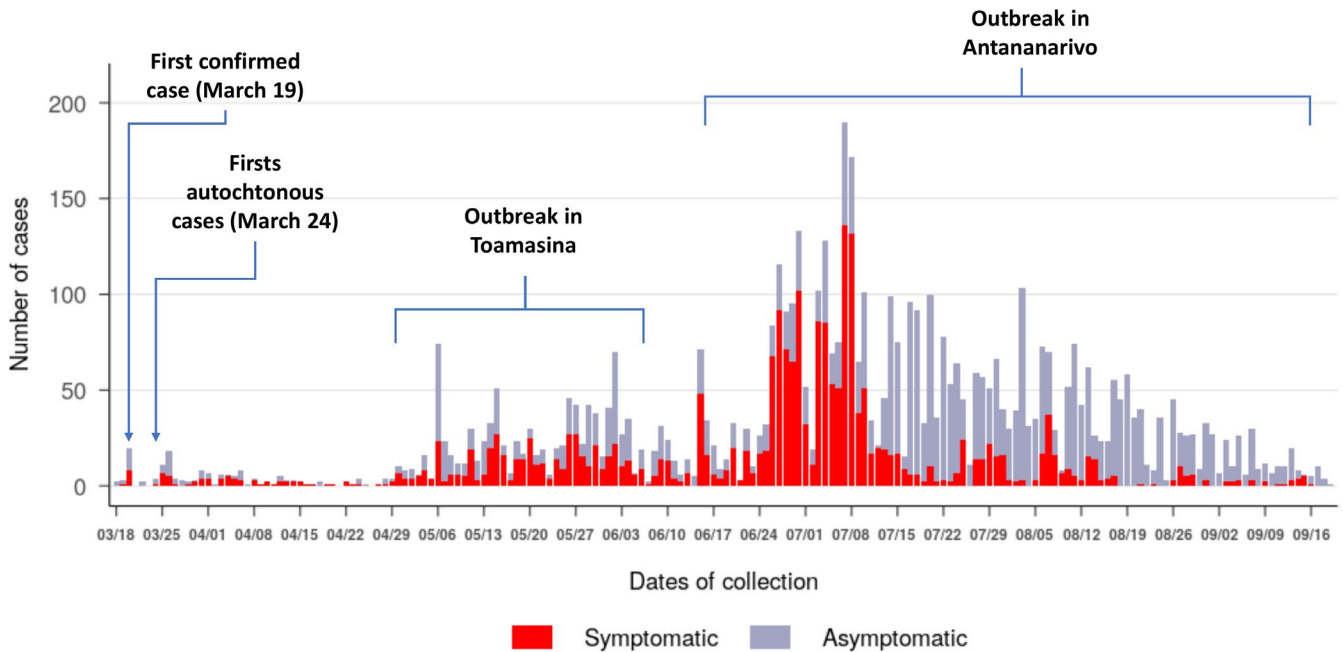 Outbreak in
Antananarivo
First confirmed
case (March 19)
Firsts
autochtonous
cases (March 24)
Outbreak in
Toamasina
Number of cases
200
150
100
50
0
03/18 03/25 04/01 04/08 04/15 04/22 04/29 05/06 05/13 05/20 05/27 06/03 06/10 06/17 06/24 07/01 07/08 07/15 07/22 07/29 08/05 08/12 08/19 08/26 09/02 09/09 09/16
Dates of collection
Symptomatic Asymptomatic